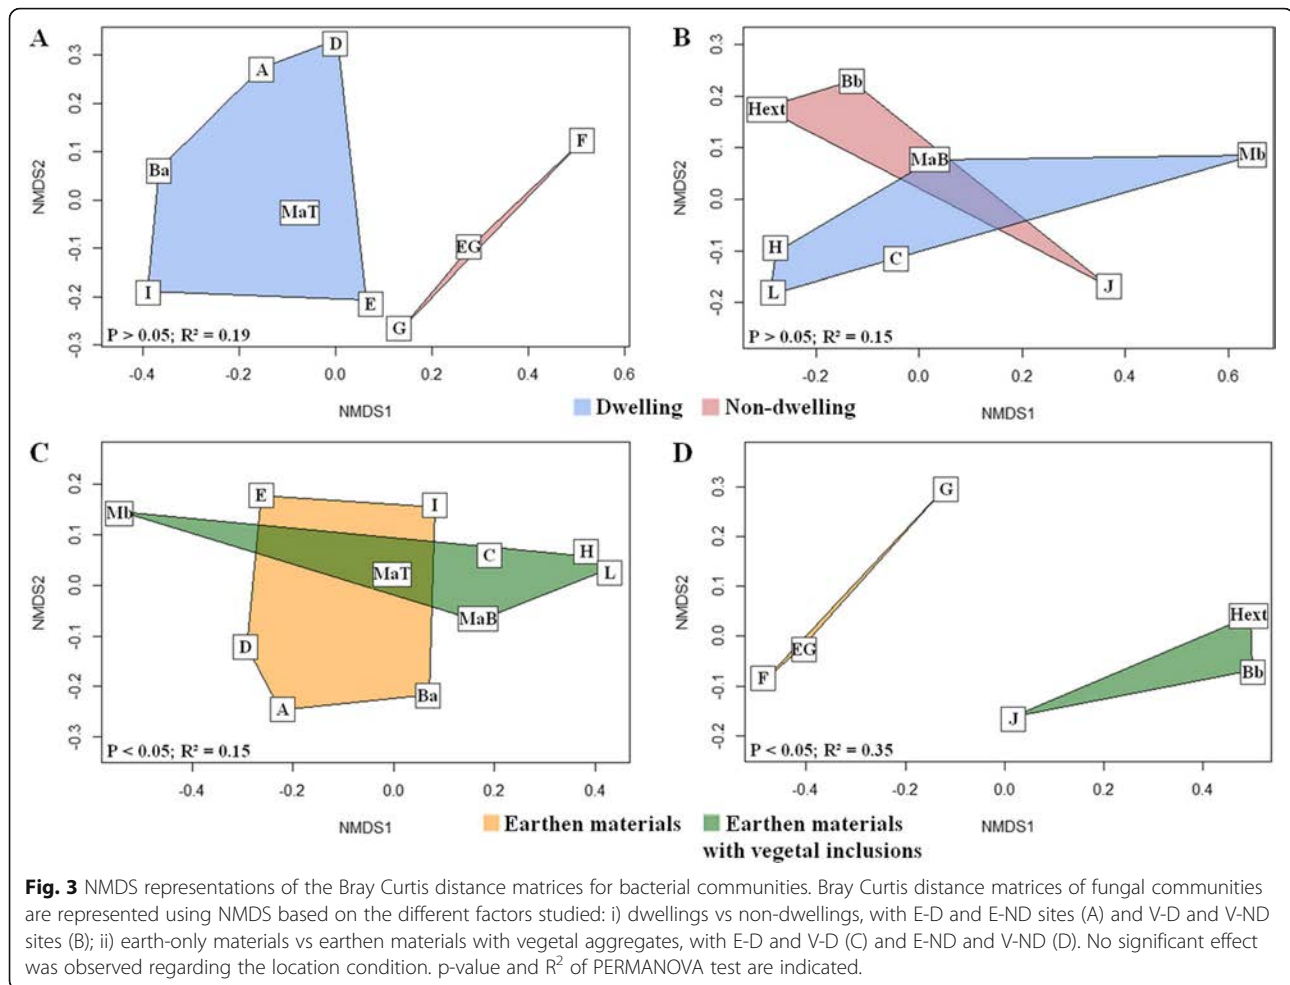 A
0.3
0.2
0.1
0.0
-0.1
-0.2
-0.3
NMDS2
D
A
Ba
MaT
I
E
F
EG
G
P > 0.05; R² = 0.19
-0.4 -0.2 0.0 0.2 0.4 0.6
NMDS1
B
0.3
0.2
0.1
0.0
-0.1
-0.2
NMDS2
Bb
Hext
MaB
Mb
H
C
L
J
P > 0.05; R² = 0.15
-0.2 0.0 0.2 0.4 0.6
NMDS1
Dwelling Non-dwelling
C
0.2
0.1
0.0
-0.1
-0.2
-0.3
NMDS2
E
I
Mb
C
H
L
MaT
MaB
D
Ba
A
P < 0.05; R² = 0.15
-0.4 -0.2 0.0 0.2 0.4
NMDS1
D
0.3
0.2
0.1
0.0
-0.1
-0.2
NMDS2
G
Hext
EG
F
Bb
J
P < 0.05; R² = 0.35
-0.4 -0.2 0.0 0.2 0.4
NMDS1
Earthen materials Earthen materials
with vegetal inclusions
Fig. 3 NMDS representations of the Bray Curtis distance matrices for bacterial communities. Bray Curtis distance matrices of fungal communities
are represented using NMDS based on the different factors studied: i) dwellings vs non-dwellings, with E-D and E-ND sites (A) and V-D and V-ND
sites (B); ii) earth-only materials vs earthen materials with vegetal aggregates, with E-D and V-D (C) and E-ND and V-ND (D). No significant effect
was observed regarding the location condition. p-value and R² of PERMANOVA test are indicated.